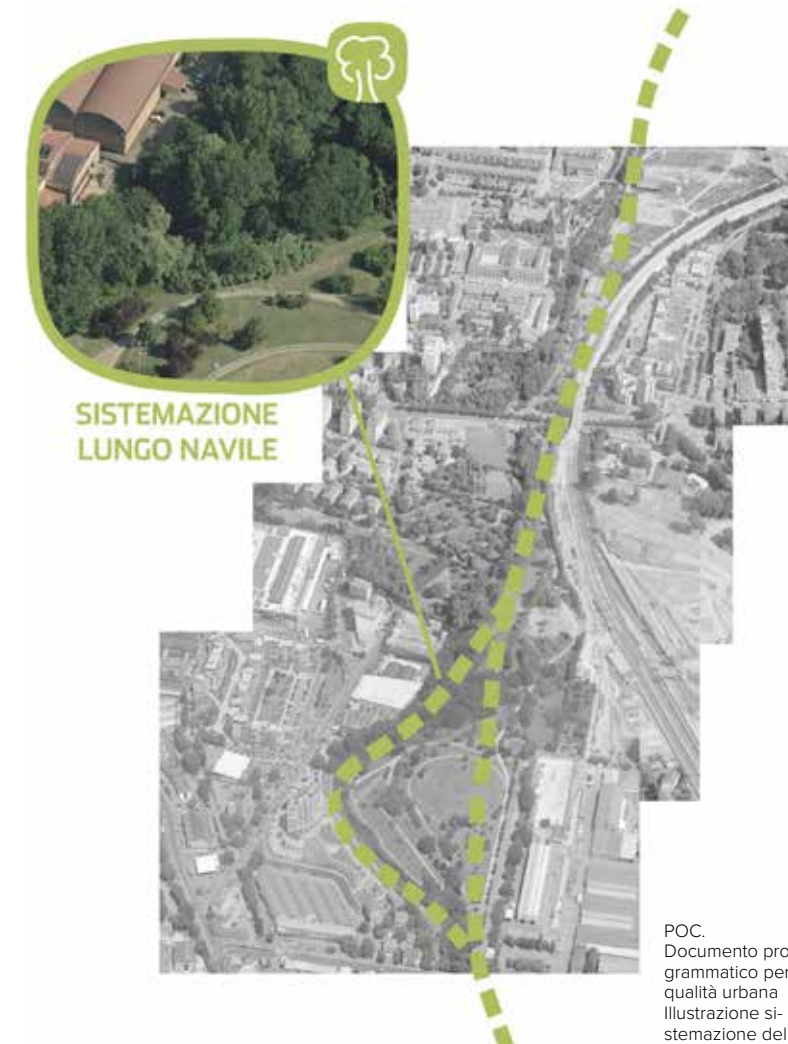 SISTEMAZIONE
LUNGO NAVILE
POC.
Documento pro
grammatico per
qualità urbana
Illustrazione si-
stemazione del